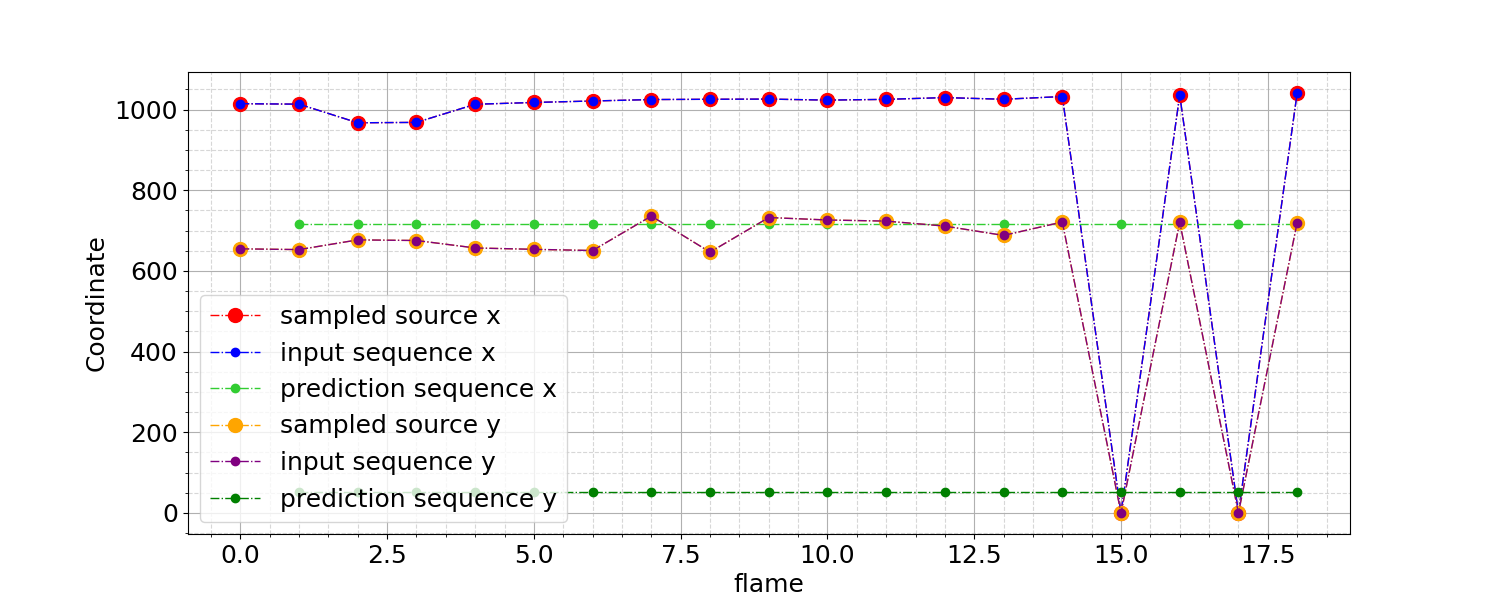 1000
800
600
400
200
0
Coordinate
sampled source x
input sequence x
prediction sequence x
sampled source y
input sequence y
prediction sequence y
0.0 2.5 5.0 7.5 10.0 12.5 15.0 17.5
flame